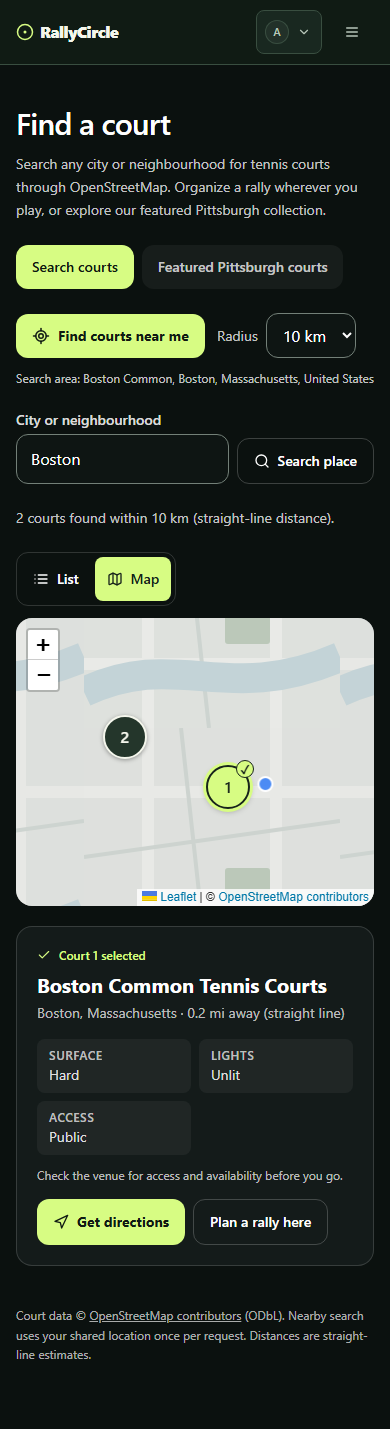 RallyCircle
A
Find a court
Search any city or neighbourhood for tennis courts
through OpenStreetMap. Organize a rally wherever you
play, or explore our featured Pittsburgh collection.
Search courts
Featured Pittsburgh courts
Find courts near me
Radius
10 km
Search area: Boston Common, Boston, Massachusetts, United States
City or neighbourhood
Boston
Search place
2 courts found within 10 km (straight-line distance).
List
Map
+
−
2
1
Leaflet | © OpenStreetMap contributors
Court 1 selected
Boston Common Tennis Courts
Boston, Massachusetts · 0.2 mi away (straight line)
SURFACE
Hard
LIGHTS
Unlit
ACCESS
Public
Check the venue for access and availability before you go.
Get directions
Plan a rally here
Court data © OpenStreetMap contributors (ODbL). Nearby search
uses your shared location once per request. Distances are straight-
line estimates.